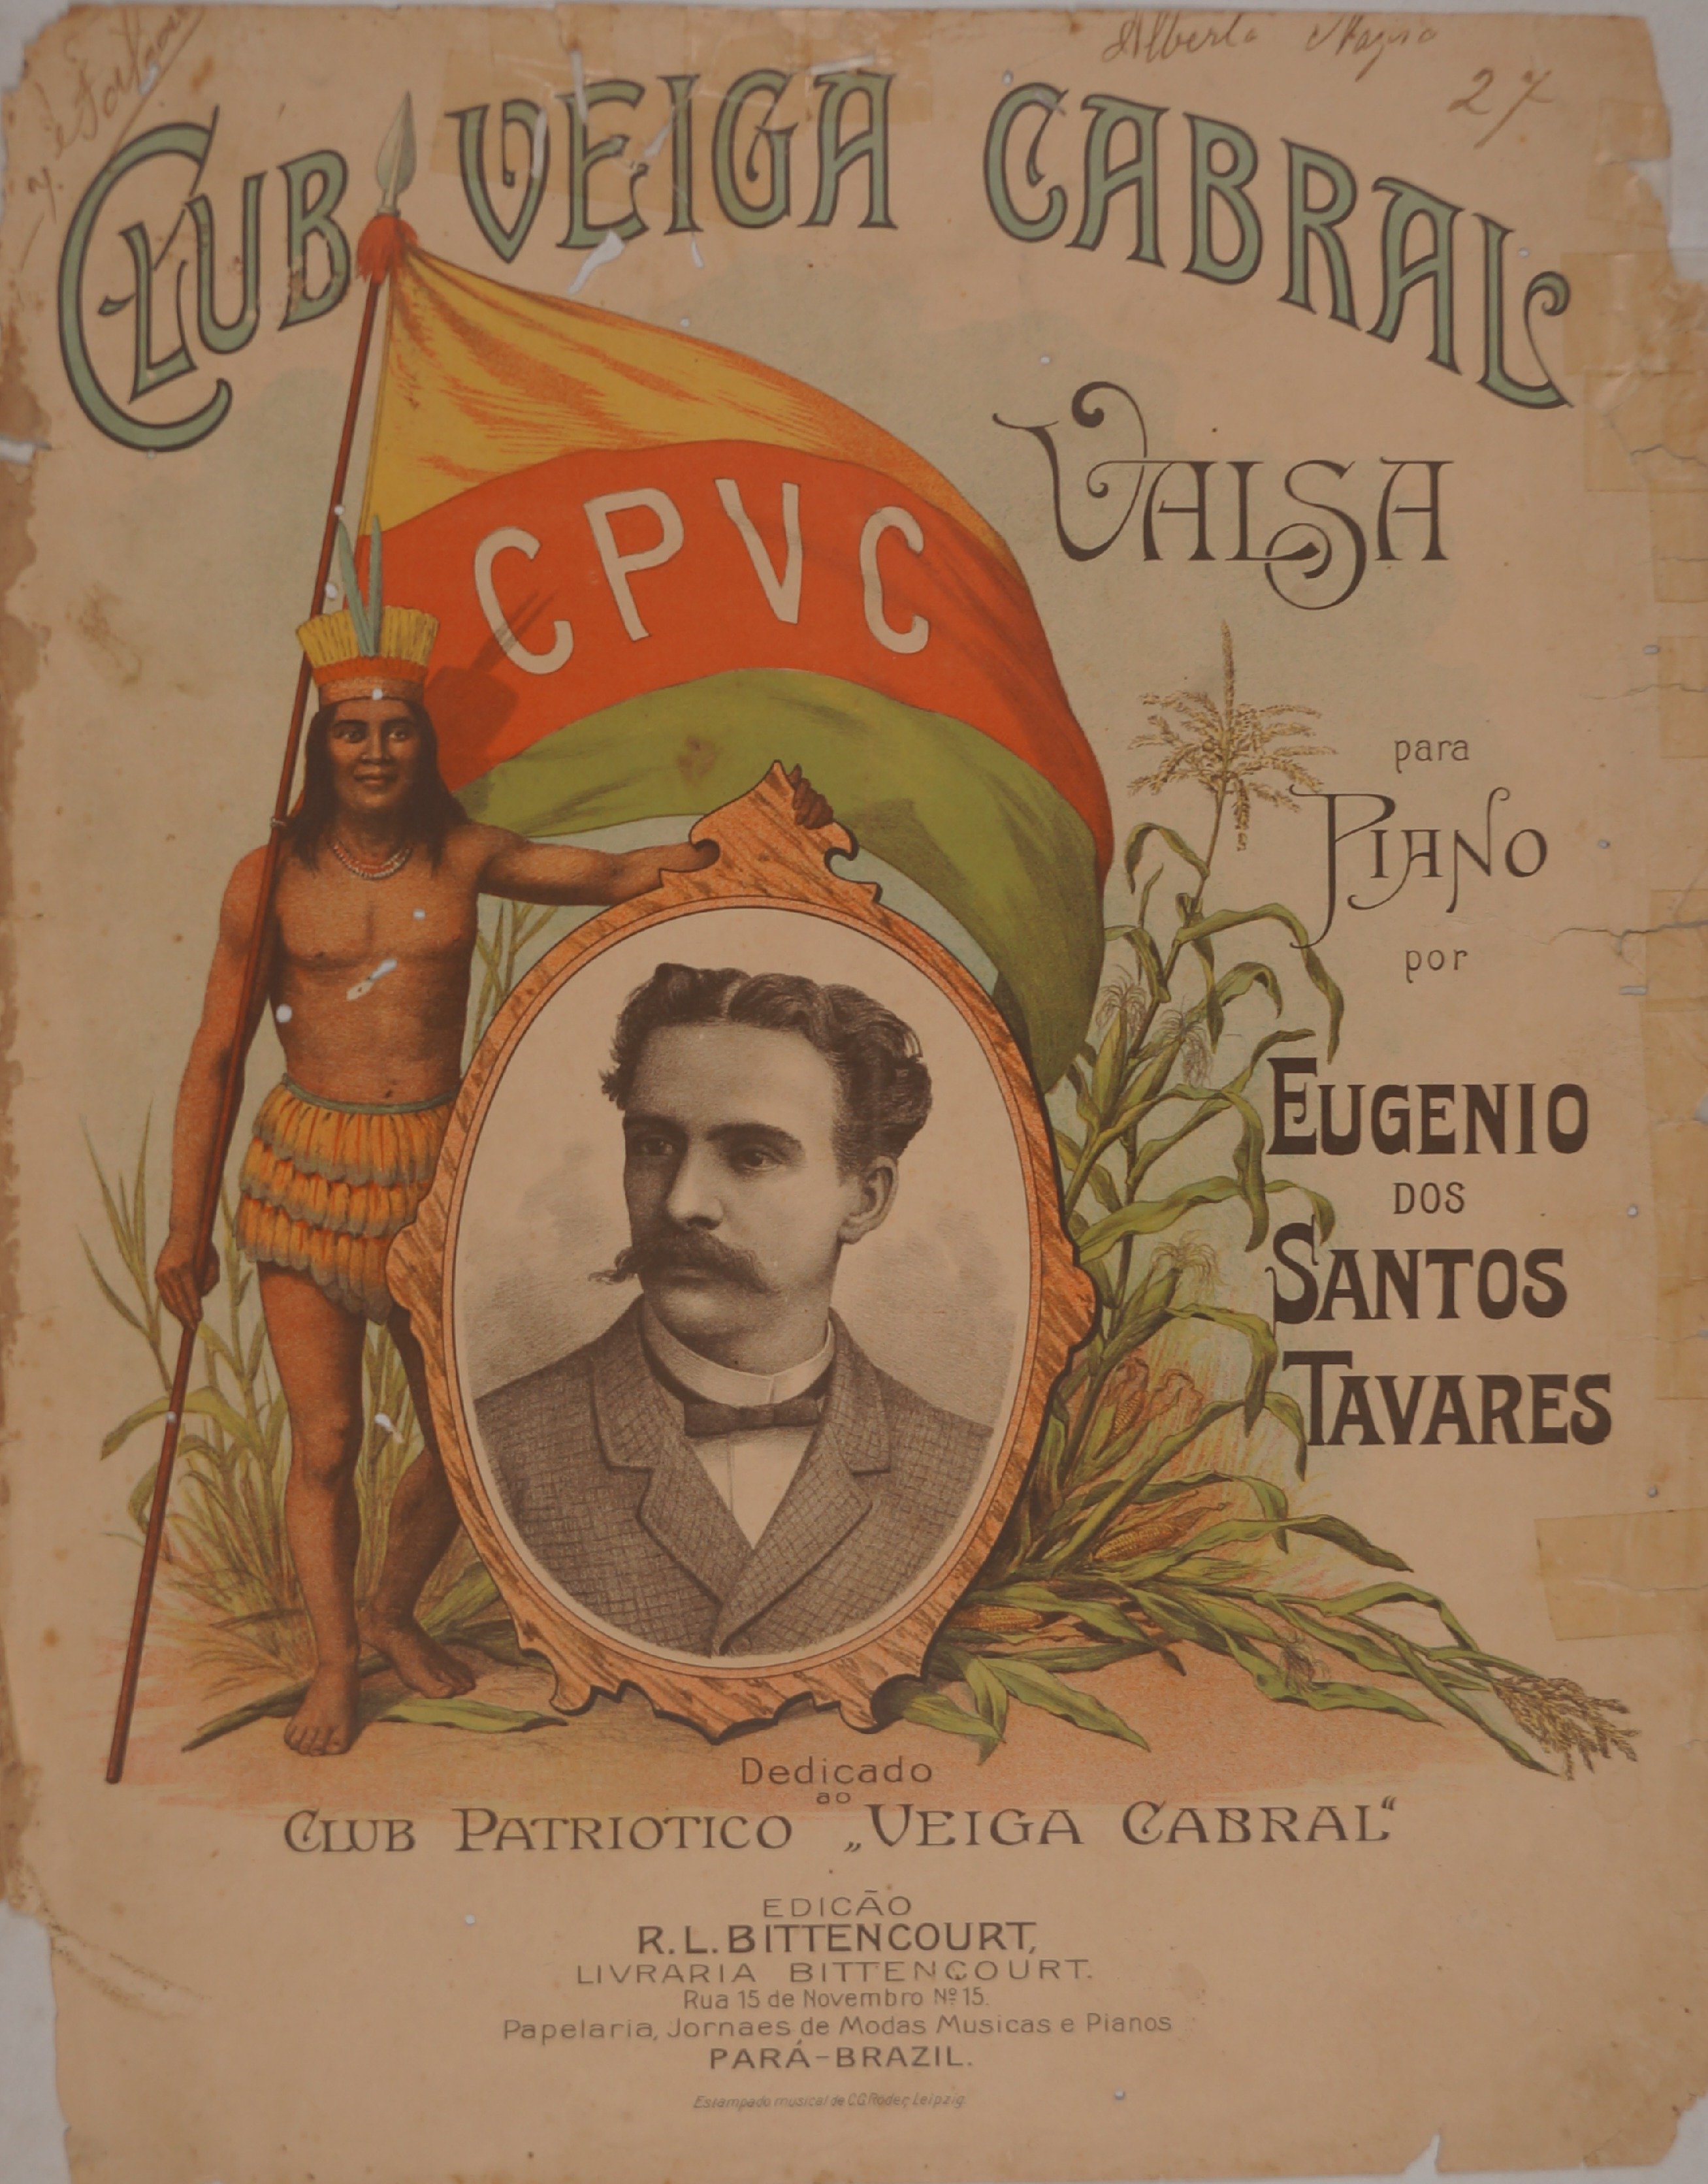 Alberto
27
CLUB VEIGA CABRAL
CPVC
VALSA
para
PIANO
por
EUGENIO
DOS
SANTOS
TAVARES
Dedicado
ao
CLUB PATRIOTICO „VEIGA CABRAL“
EDICÃO
R. L. BITTENCOURT,
LIVRARIA BITTENCOURT.
Rua 15 de Novembro Nº 15.
Papelaria, Jornaes de Modas Musicas e Pianos
PARÁ-BRAZIL.
Estampado musical de C.G. Röder, Leipzig.